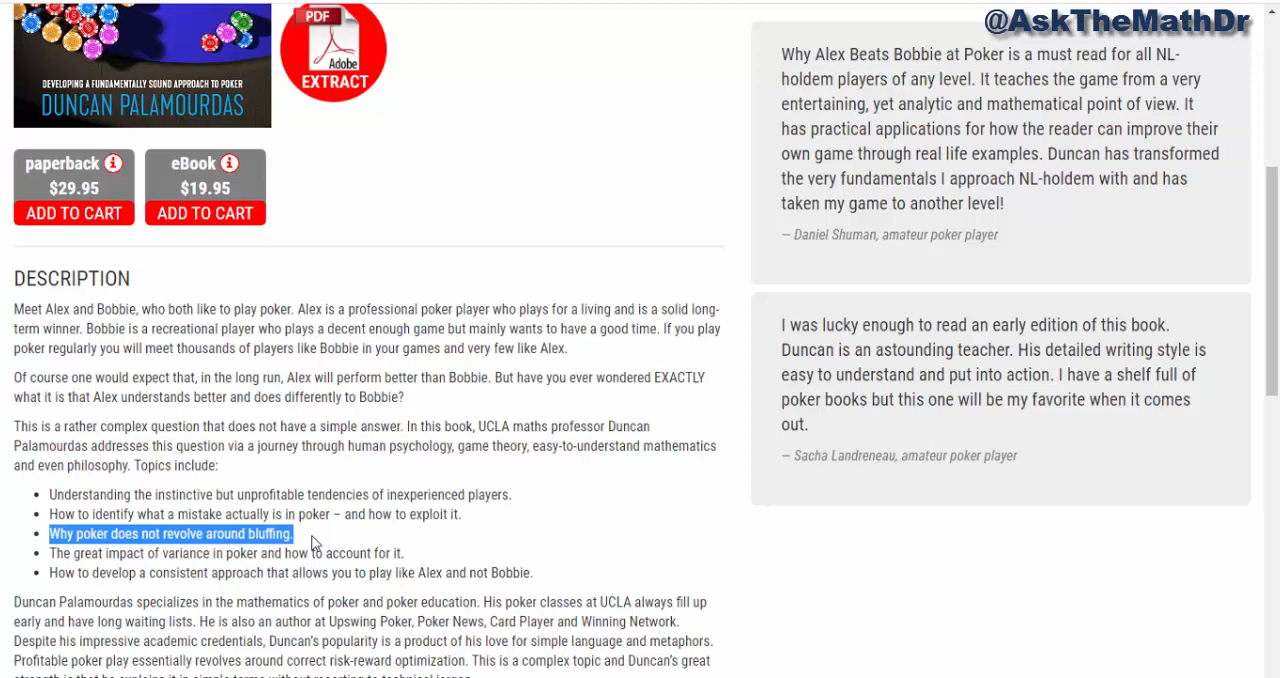 @AskTheMathDr
PDF
Adobe
EXTRACT
DEVELOPING A FUNDAMENTALLY SOUND APPROACH TO POKER
DUNCAN PALAMOURDAS
paperback
$29.95
ADD TO CART
eBook
$19.95
ADD TO CART
DESCRIPTION
Meet Alex and Bobbie, who both like to play poker. Alex is a professional poker player who plays for a living and is a solid long-
term winner. Bobbie is a recreational player who plays a decent enough game but mainly wants to have a good time. If you play
poker regularly you will meet thousands of players like Bobbie in your games and very few like Alex.
Of course one would expect that, in the long run, Alex will perform better than Bobbie. But have you ever wondered EXACTLY
what it is that Alex understands better and does differently to Bobbie?
This is a rather complex question that does not have a simple answer. In this book, UCLA maths professor Duncan
Palamourdas addresses this question via a journey through human psychology, game theory, easy-to-understand mathematics
and even philosophy. Topics include:
• Understanding the instinctive but unprofitable tendencies of inexperienced players.
• How to identify what a mistake actually is in poker – and how to exploit it.
• Why poker does not revolve around bluffing.
• The great impact of variance in poker and how to account for it.
• How to develop a consistent approach that allows you to play like Alex and not Bobbie.
Duncan Palamourdas specializes in the mathematics of poker and poker education. His poker classes at UCLA always fill up
early and have long waiting lists. He is also an author at Upswing Poker, Poker News, Card Player and Winning Network.
Despite his impressive academic credentials, Duncan's popularity is a product of his love for simple language and metaphors.
Profitable poker play essentially revolves around correct risk-reward optimization. This is a complex topic and Duncan's great
strength is that he explains it in simple terms without resorting to technical jargon.
Why Alex Beats Bobbie at Poker is a must read for all NL-
holdem players of any level. It teaches the game from a very
entertaining, yet analytic and mathematical point of view. It
has practical applications for how the reader can improve their
own game through real life examples. Duncan has transformed
the very fundamentals I approach NL-holdem with and has
taken my game to another level!
— Daniel Shuman, amateur poker player
I was lucky enough to read an early edition of this book.
Duncan is an astounding teacher. His detailed writing style is
easy to understand and put into action. I have a shelf full of
poker books but this one will be my favorite when it comes
out.
— Sacha Landreneau, amateur poker player